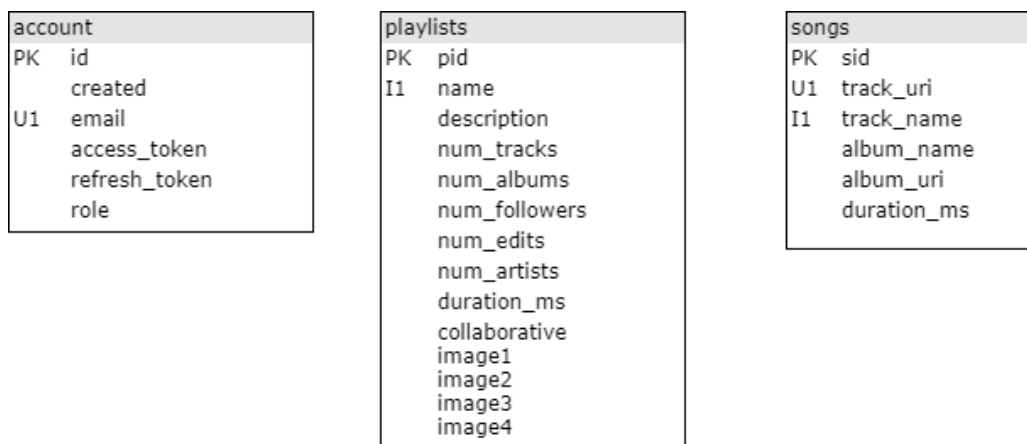 account
PK id
created
U1 email
access_token
refresh_token
role
playlists
PK pid
I1 name
description
num_tracks
num_albums
num_followers
num_edits
num_artists
duration_ms
collaborative
image1
image2
image3
image4
songs
PK sid
U1 track_uri
I1 track_name
album_name
album_uri
duration_ms